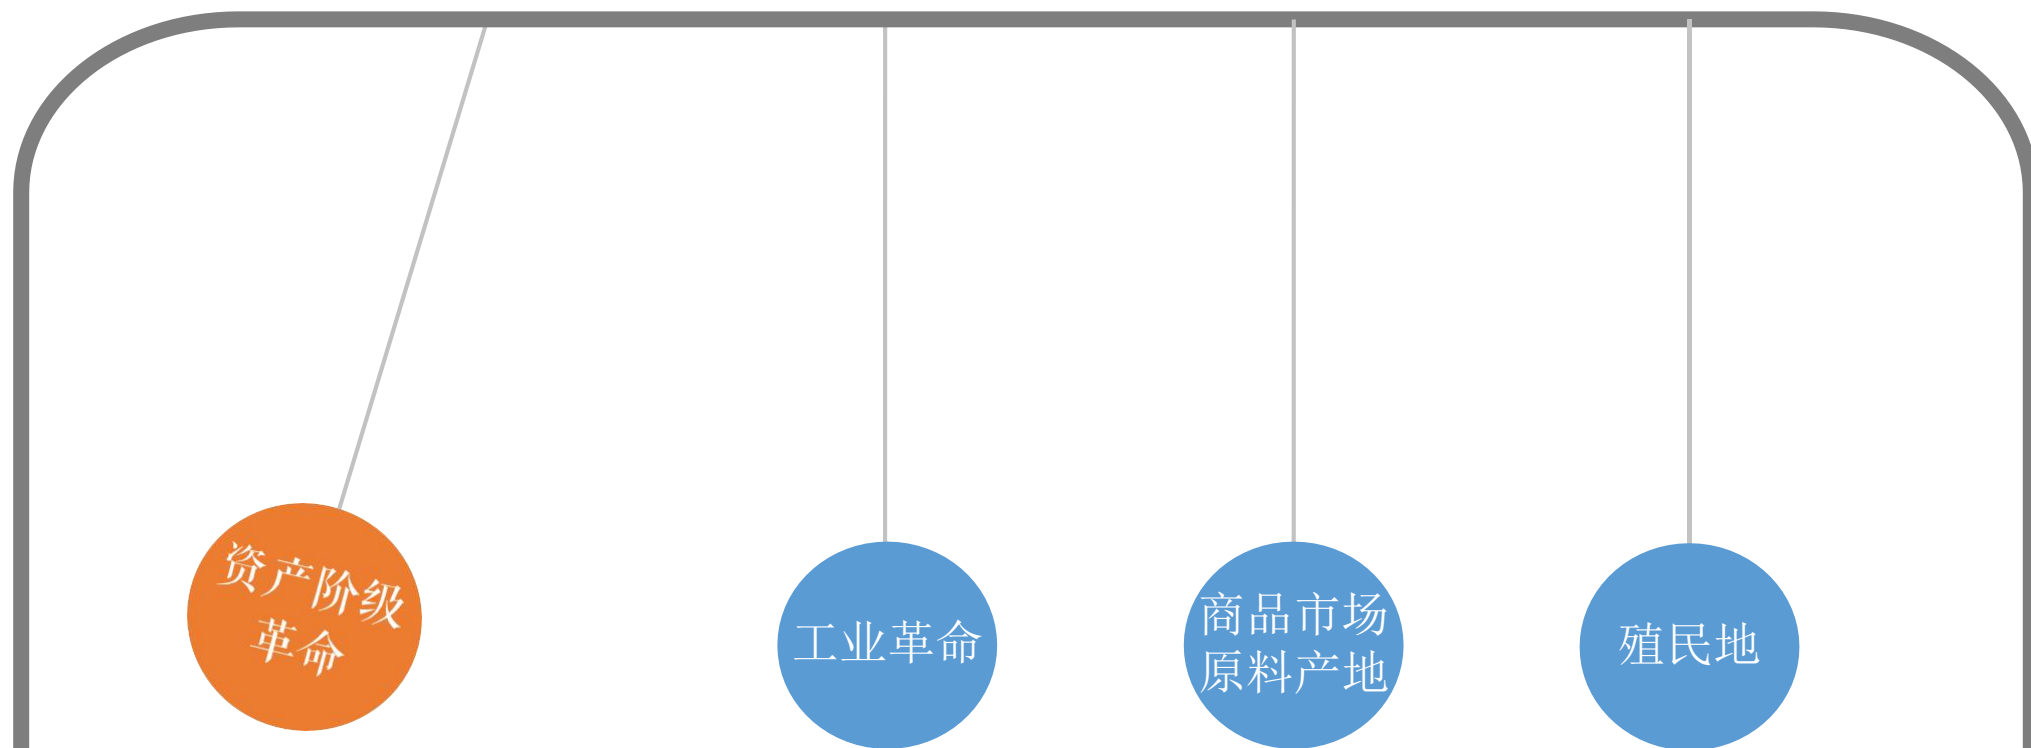 资产阶级
革命
工业革命
商品市场
原料产地
殖民地